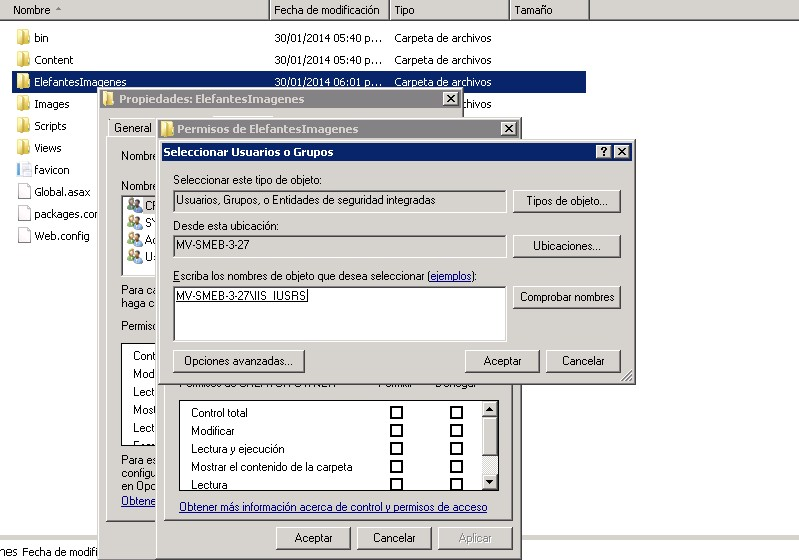 Nombre Fecha de modificación Tipo Tamaño
bin 30/01/2014 05:40 p... Carpeta de archivos
Content 30/01/2014 05:40 p... Carpeta de archivos
ElefantesImagenes 30/01/2014 06:01 p... Carpeta de archivos
Images
Scripts
Views
favicon
Global.asax
packages.con
Web.config
Propiedades: ElefantesImagenes
General
Permisos de ElefantesImagenes
Seleccionar Usuarios o Grupos
Seleccionar este tipo de objeto:
Usuarios, Grupos, o Entidades de seguridad integradas
Tipos de objeto...
Desde esta ubicación:
MV-SMEB-3-27
Ubicaciones...
Escriba los nombres de objeto que desea seleccionar (ejemplos):
MV-SMEB-3-27\IIS_IUSRS
Comprobar nombres
Opciones avanzadas...
Aceptar
Cancelar
Nombre
Nombre
CR
SY
Ad
Us
Para ca
haga c
Permiso
Cont
Mod
Lect
Mos
Lect
Para es
configu
en Opc
Obtene
Control total
Modificar
Lectura y ejecución
Mostrar el contenido de la carpeta
Lectura
Obtener más información acerca de control y permisos de acceso
Aceptar
Cancelar
Aplicar
nes Fecha de modifi